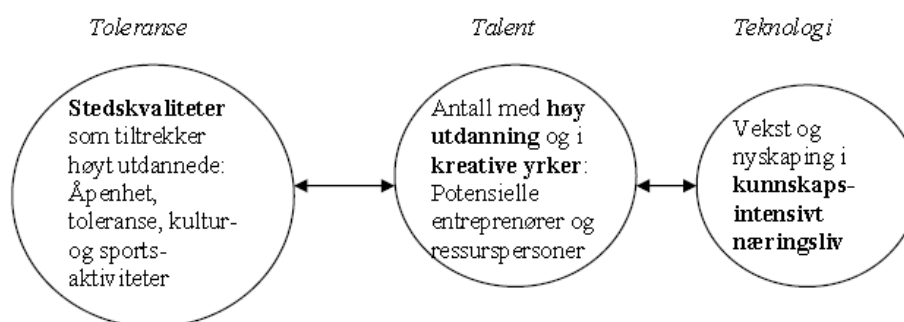 Toleranse
Talent
Teknologi
Stedskvaliteter
som tiltrekker
høyt utdannede:
Åpenhet,
toleranse, kultur-
og sports-
aktiviteter
Antall med høy
utdanning og i
kreative yrker:
Potensielle
entreprenører og
ressurspersoner
Vekst og
nyskaping i
kunnskaps-
intensivt
næringsliv